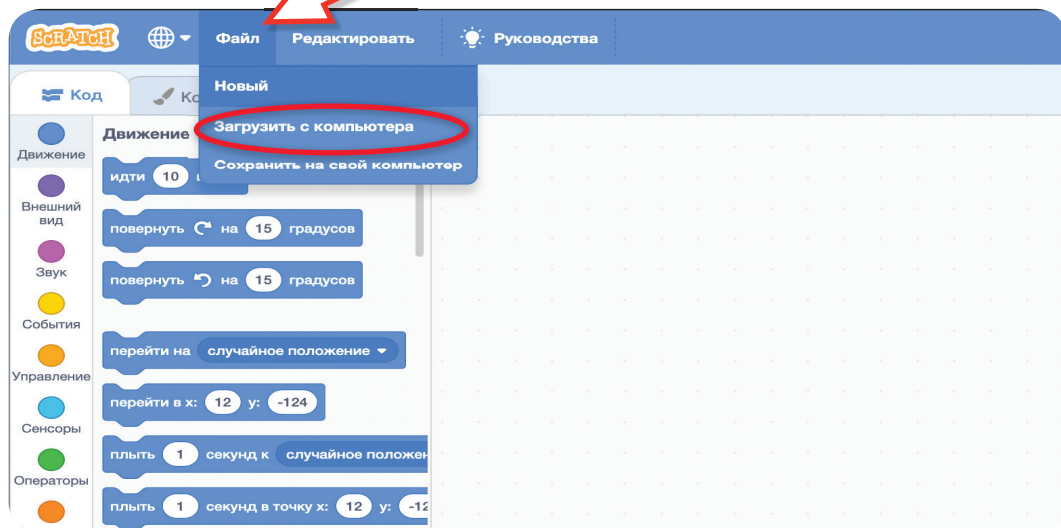 SCRATCH Файл Редактировать Руководства
Новый
Загрузить с компьютера
Сохранить на свой компьютер
Код
Движение
Движение
Внешний
вид
Звук
События
Управление
Сенсоры
Операторы
идти 10
повернуть на 15 градусов
повернуть на 15 градусов
перейти на случайное положение
перейти в x: 12 y: -124
плыть 1 секунд к случайное
плыть 1 секунд в точку x: 12 y: